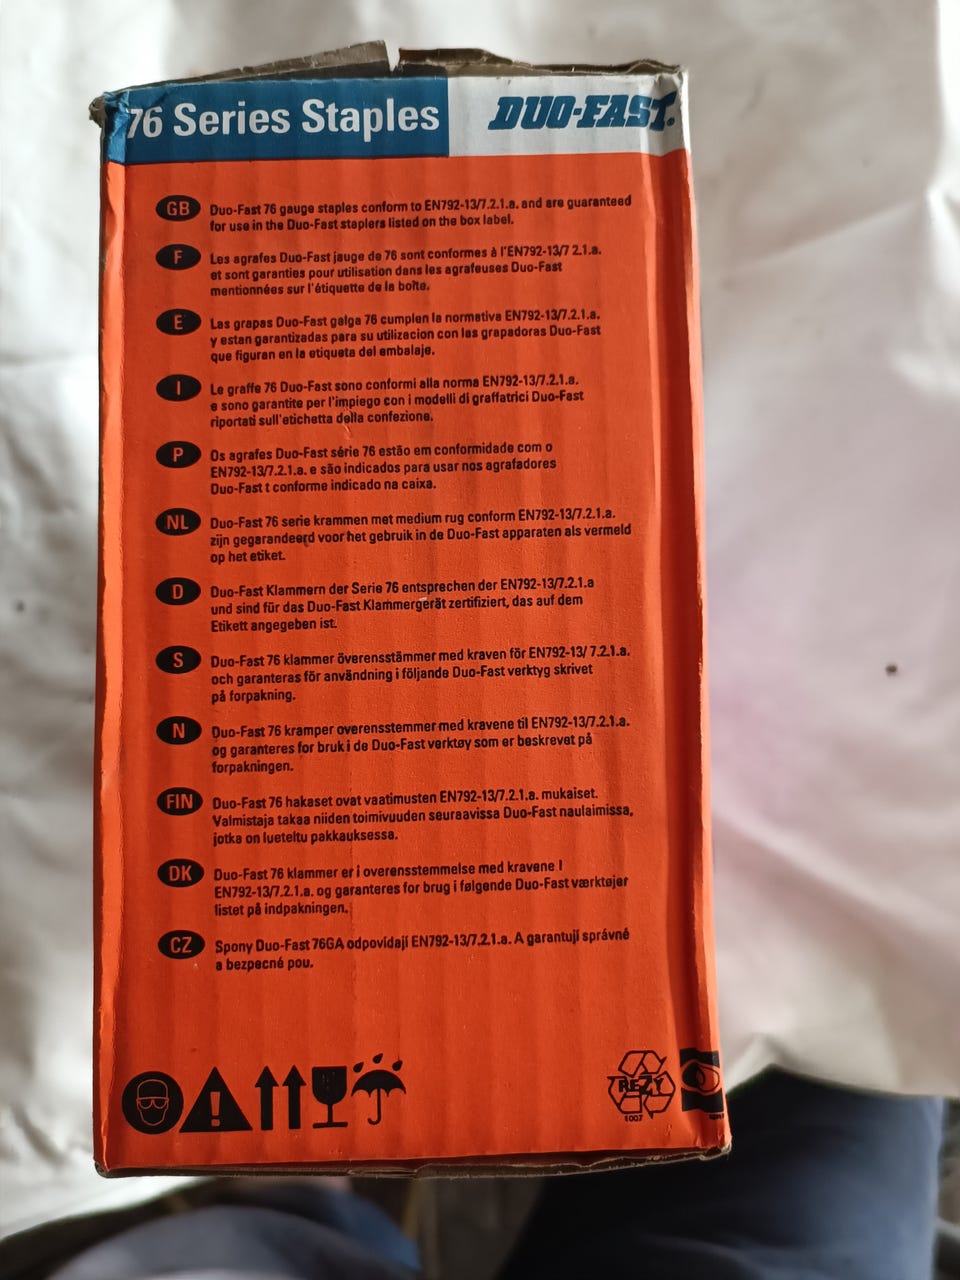 76 Series Staples
DUO-FAST.
GB
Duo-Fast 76 gauge staples conform to EN792-13/7.2.1.a. and are guaranteed
for use in the Duo-Fast staplers listed on the box label.
F
Les agrafes Duo-Fast jauge de 76 sont conformes à l'EN792-13/7 2.1.a.
et sont garanties pour utilisation dans les agrafeuses Duo-Fast
mentionnées sur l'étiquette de la boîte.
E
Las grapas Duo-Fast galga 76 cumplen la normativa EN792-13/7.2.1.a.
y estan garantizadas para su utilizacion con las grapadoras Duo-Fast
que figuran en la etiqueta del embalaje.
I
Le graffe 76 Duo-Fast sono conformi alla norma EN792-13/7.2.1.a.
e sono garantite per l'impiego con i modelli di graffatrici Duo-Fast
riportati sull'etichetta della confezione.
P
Os agrafes Duo-Fast série 76 estão em conformidade com o
EN792-13/7.2.1.a. e são indicados para usar nos agrafadores
Duo-Fast t conforme indicado na caixa.
NL
Duo-Fast 76 serie krammen met medium rug conform EN792-13/7.2.1.a.
zijn gegarandeerd voor het gebruik in de Duo-Fast apparaten als vermeld
op het etiket.
D
Duo-Fast Klammern der Serie 76 entsprechen der EN792-13/7.2.1.a
und sind für das Duo-Fast Klammergerät zertifiziert, das auf dem
Etikett angegeben ist.
S
Duo-Fast 76 klammer överensstämmer med kraven för EN792-13/ 7.2.1.a.
och garanteras för användning i följande Duo-Fast verktyg skrivet
på forpakning.
N
Duo-Fast 76 kramper overensstemmer med kravene til EN792-13/7.2.1.a.
og garanteres for bruk i de Duo-Fast verktøy som er beskrevet på
forpakningen.
FIN
Duo-Fast 76 hakaset ovat vaatimusten EN792-13/7.2.1.a. mukaiset.
Valmistaja takaa niiden toimivuuden seuraavissa Duo-Fast naulaimissa,
jotka on lueteltu pakkauksessa.
DK
Duo-Fast 76 klammer er i overensstemmelse med kravene I
EN792-13/7.2.1.a. og garanteres for brug i følgende Duo-Fast værktøjer
listet på indpakningen.
CZ
Spony Duo-Fast 76GA odpovídají EN792-13/7.2.1.a. A garantují správné
a bezpecné pou.
REZY
1007